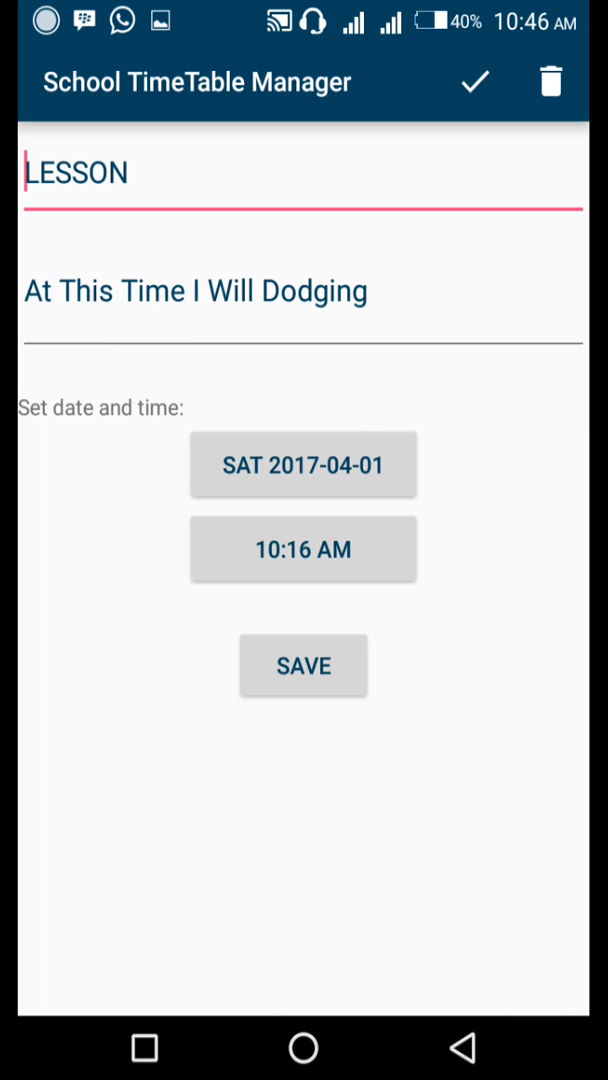 40% 10:46 AM
School TimeTable Manager
LESSON
At This Time I Will Dodging
Set date and time:
SAT 2017-04-01
10:16 AM
SAVE